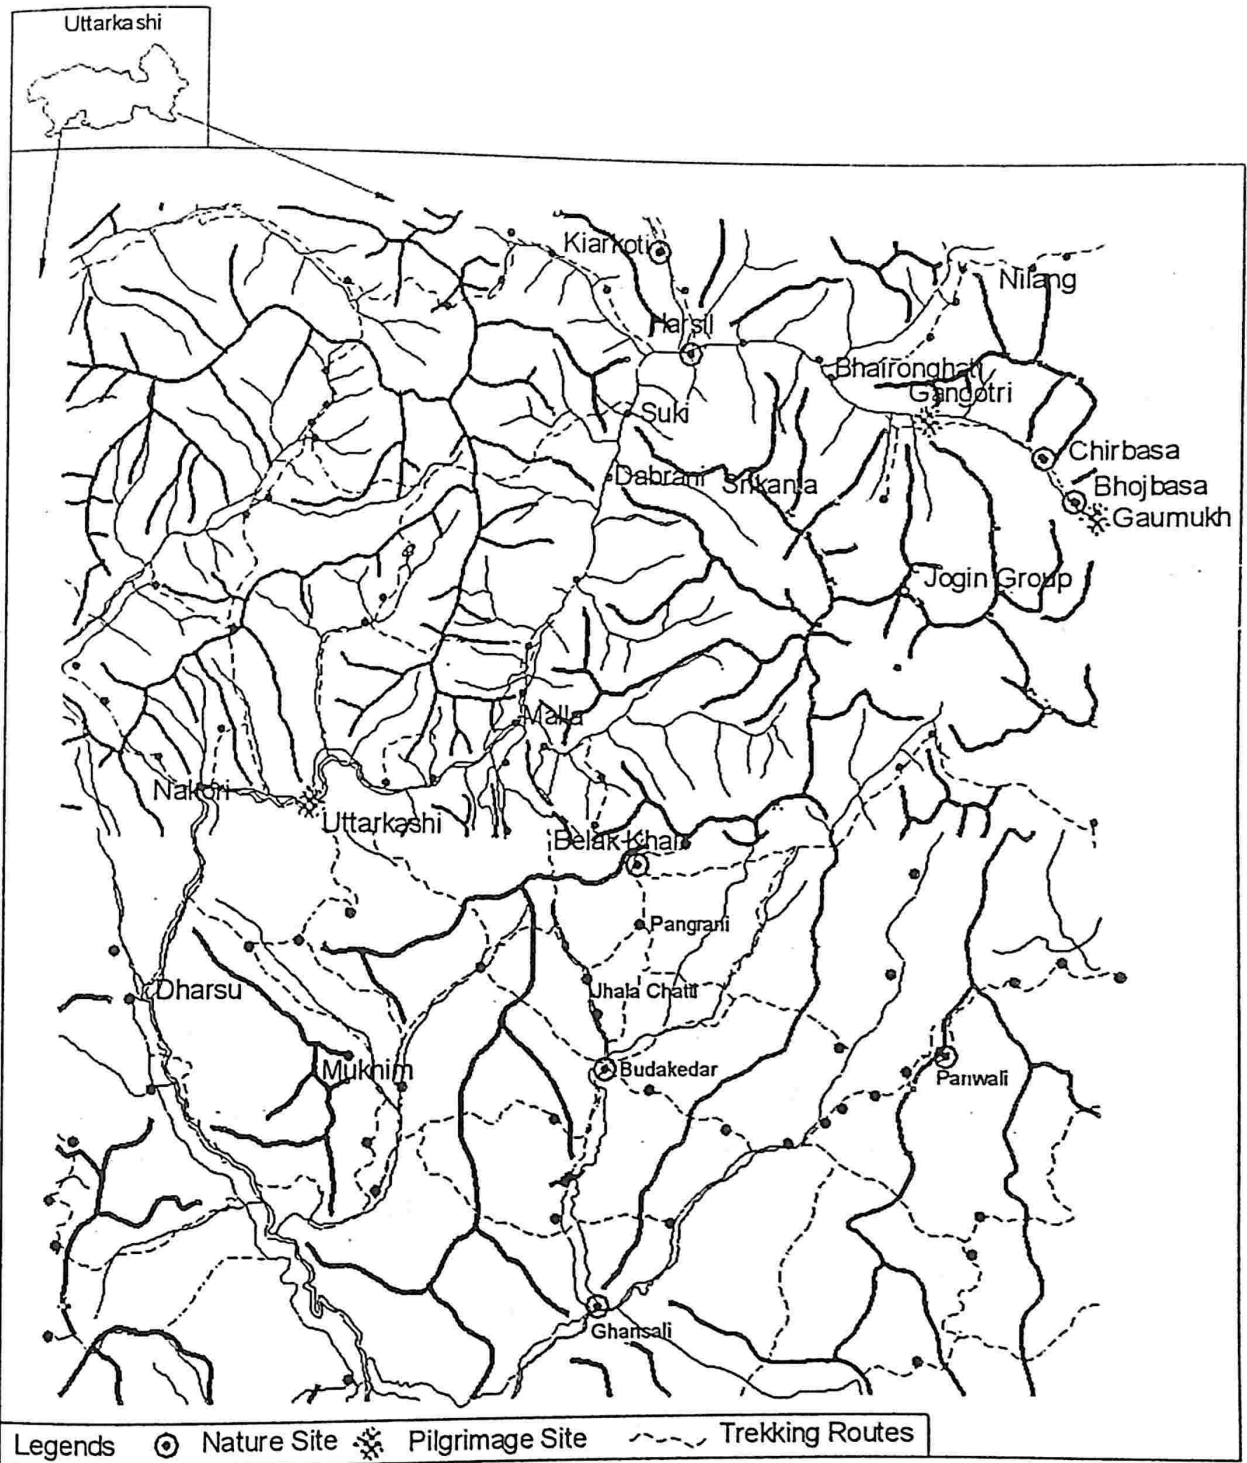 Uttarkashi
Kiarkoti
Nilang
Harsil
Bhaironghati
Gangotri
Suki
Chirbasa
Dabrani
Srikanta
Bhojbasa
Gaumukh
Jogin Group
Malla
Nakori
Uttarkashi
Belak Khal
Pangrani
Dharsu
Jhala Chatti
Mukhim
Budakedar
Panwali
Ghansali
Legends Nature Site Pilgrimage Site Trekking Routes